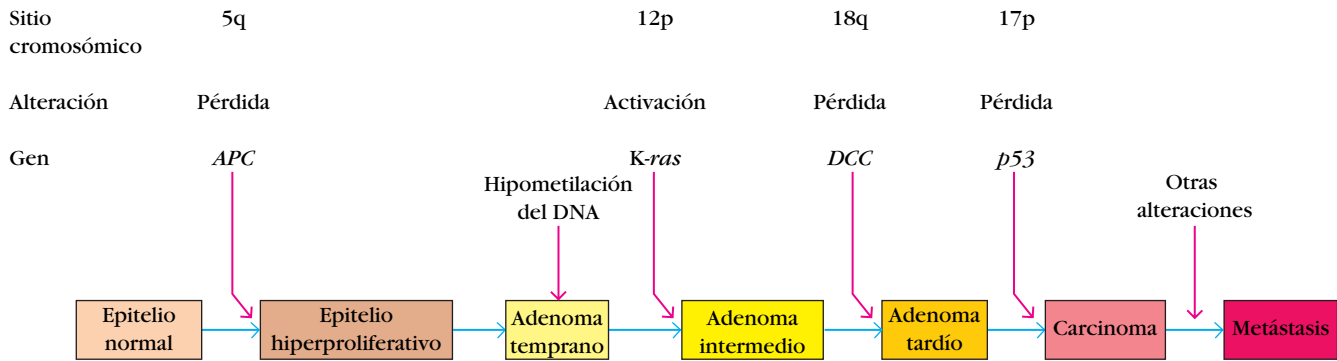 Sitio 5q 12p 18q 17p
cromosómico
Alteración Pérdida Activación Pérdida Pérdida
Gen APC K-ras DCC p53
Hipometilación
del DNA
Otras
alteraciones
Epitelio
normal
Epitelio
hiperproliferativo
Adenoma
temprano
Adenoma
intermedio
Adenoma
tardío
Carcinoma
Metástasis